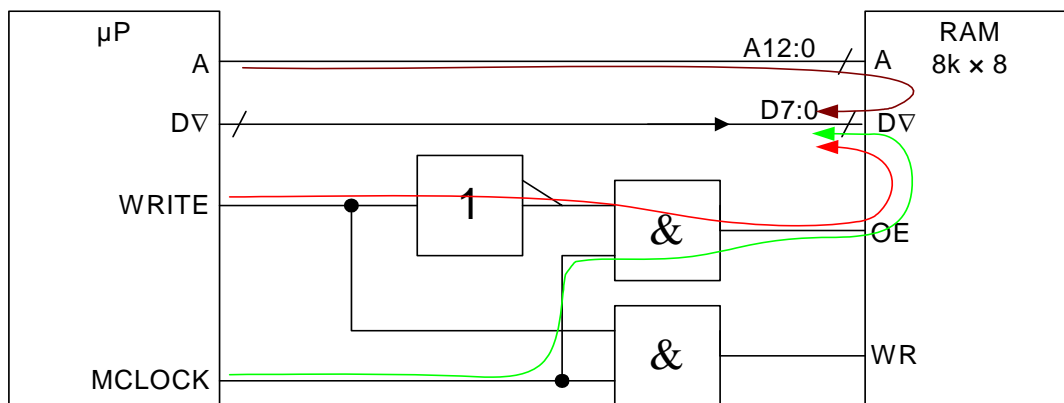 µP
RAM
8k × 8
A
A12:0
A
D∇
D7:0
D∇
WRITE
1
&
OE
&
WR
MCLOCK